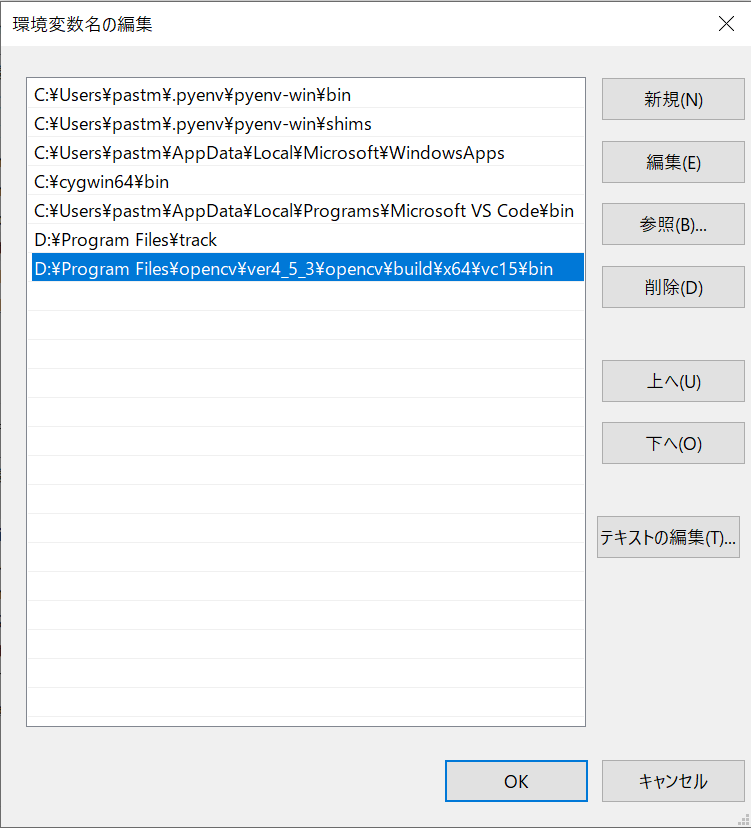 環境変数名の編集
C:¥Users¥pastm¥.pyenv¥pyenv-win¥bin
C:¥Users¥pastm¥.pyenv¥pyenv-win¥shims
C:¥Users¥pastm¥AppData¥Local¥Microsoft¥WindowsApps
C:¥cygwin64¥bin
C:¥Users¥pastm¥AppData¥Local¥Programs¥Microsoft VS Code¥bin
D:¥Program Files¥track
D:¥Program Files¥opencv¥ver4_5_3¥opencv¥build¥x64¥vc15¥bin
新規(N)
編集(E)
参照(B)...
削除(D)
上へ(U)
下へ(O)
テキストの編集(T)...
OK
キャンセル